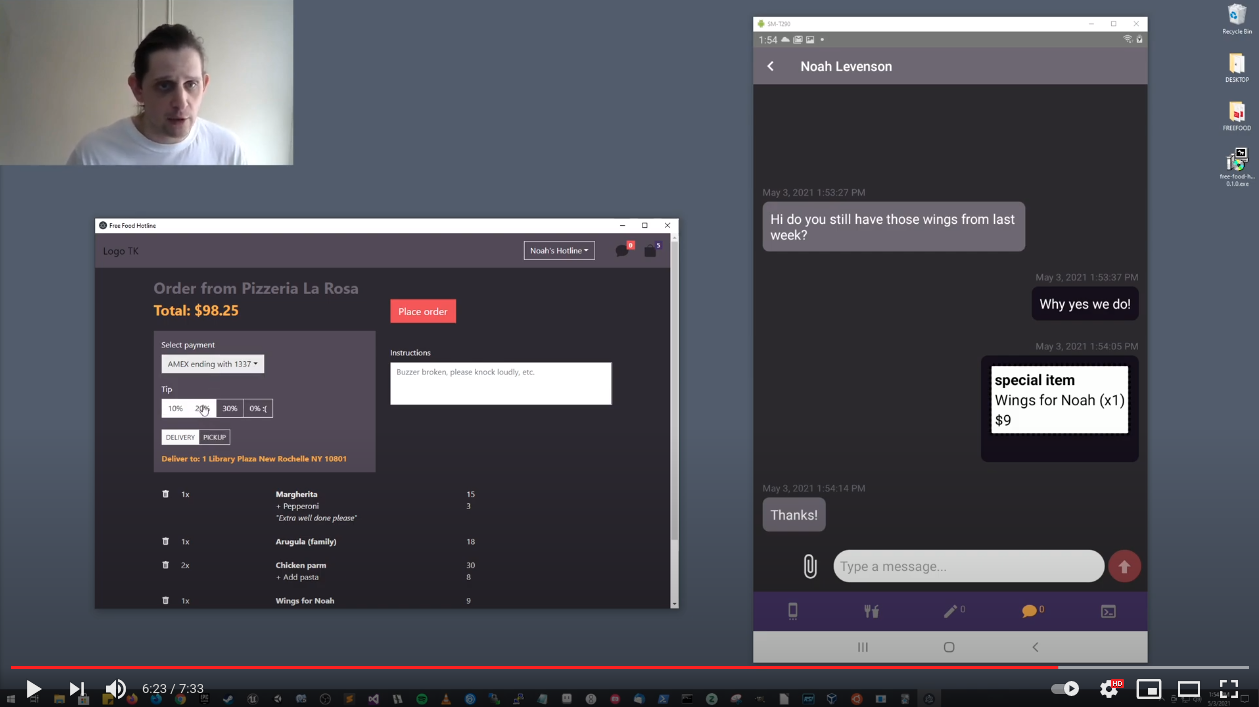 SM-T290
1:54
Noah Levenson
May 3, 2021 1:53:27 PM
Hi do you still have those wings from last
week?
May 3, 2021 1:53:37 PM
Why yes we do!
May 3, 2021 1:54:05 PM
special item
Wings for Noah (x1)
$9
May 3, 2021 1:54:14 PM
Thanks!
Type a message...
0
0
Recycle Bin
DESKTOP
FREEFOOD
free-food-h...
0.1.0.exe
Free Food Hotline
Logo TK
Noah's Hotline
0
5
Order from Pizzeria La Rosa
Total: $98.25
Place order
Select payment
AMEX ending with 1337
Tip
10%
20%
30%
0% :(
DELIVERY
PICKUP
Deliver to: 1 Library Plaza New Rochelle NY 10801
Instructions
Buzzer broken, please knock loudly, etc.
1x Margherita 15
+ Pepperoni 3
"Extra well done please"
1x Arugula (family) 18
2x Chicken parm 30
+ Add pasta 8
1x Wings for Noah 9
6:23 / 7:33
HD
5/3/2021